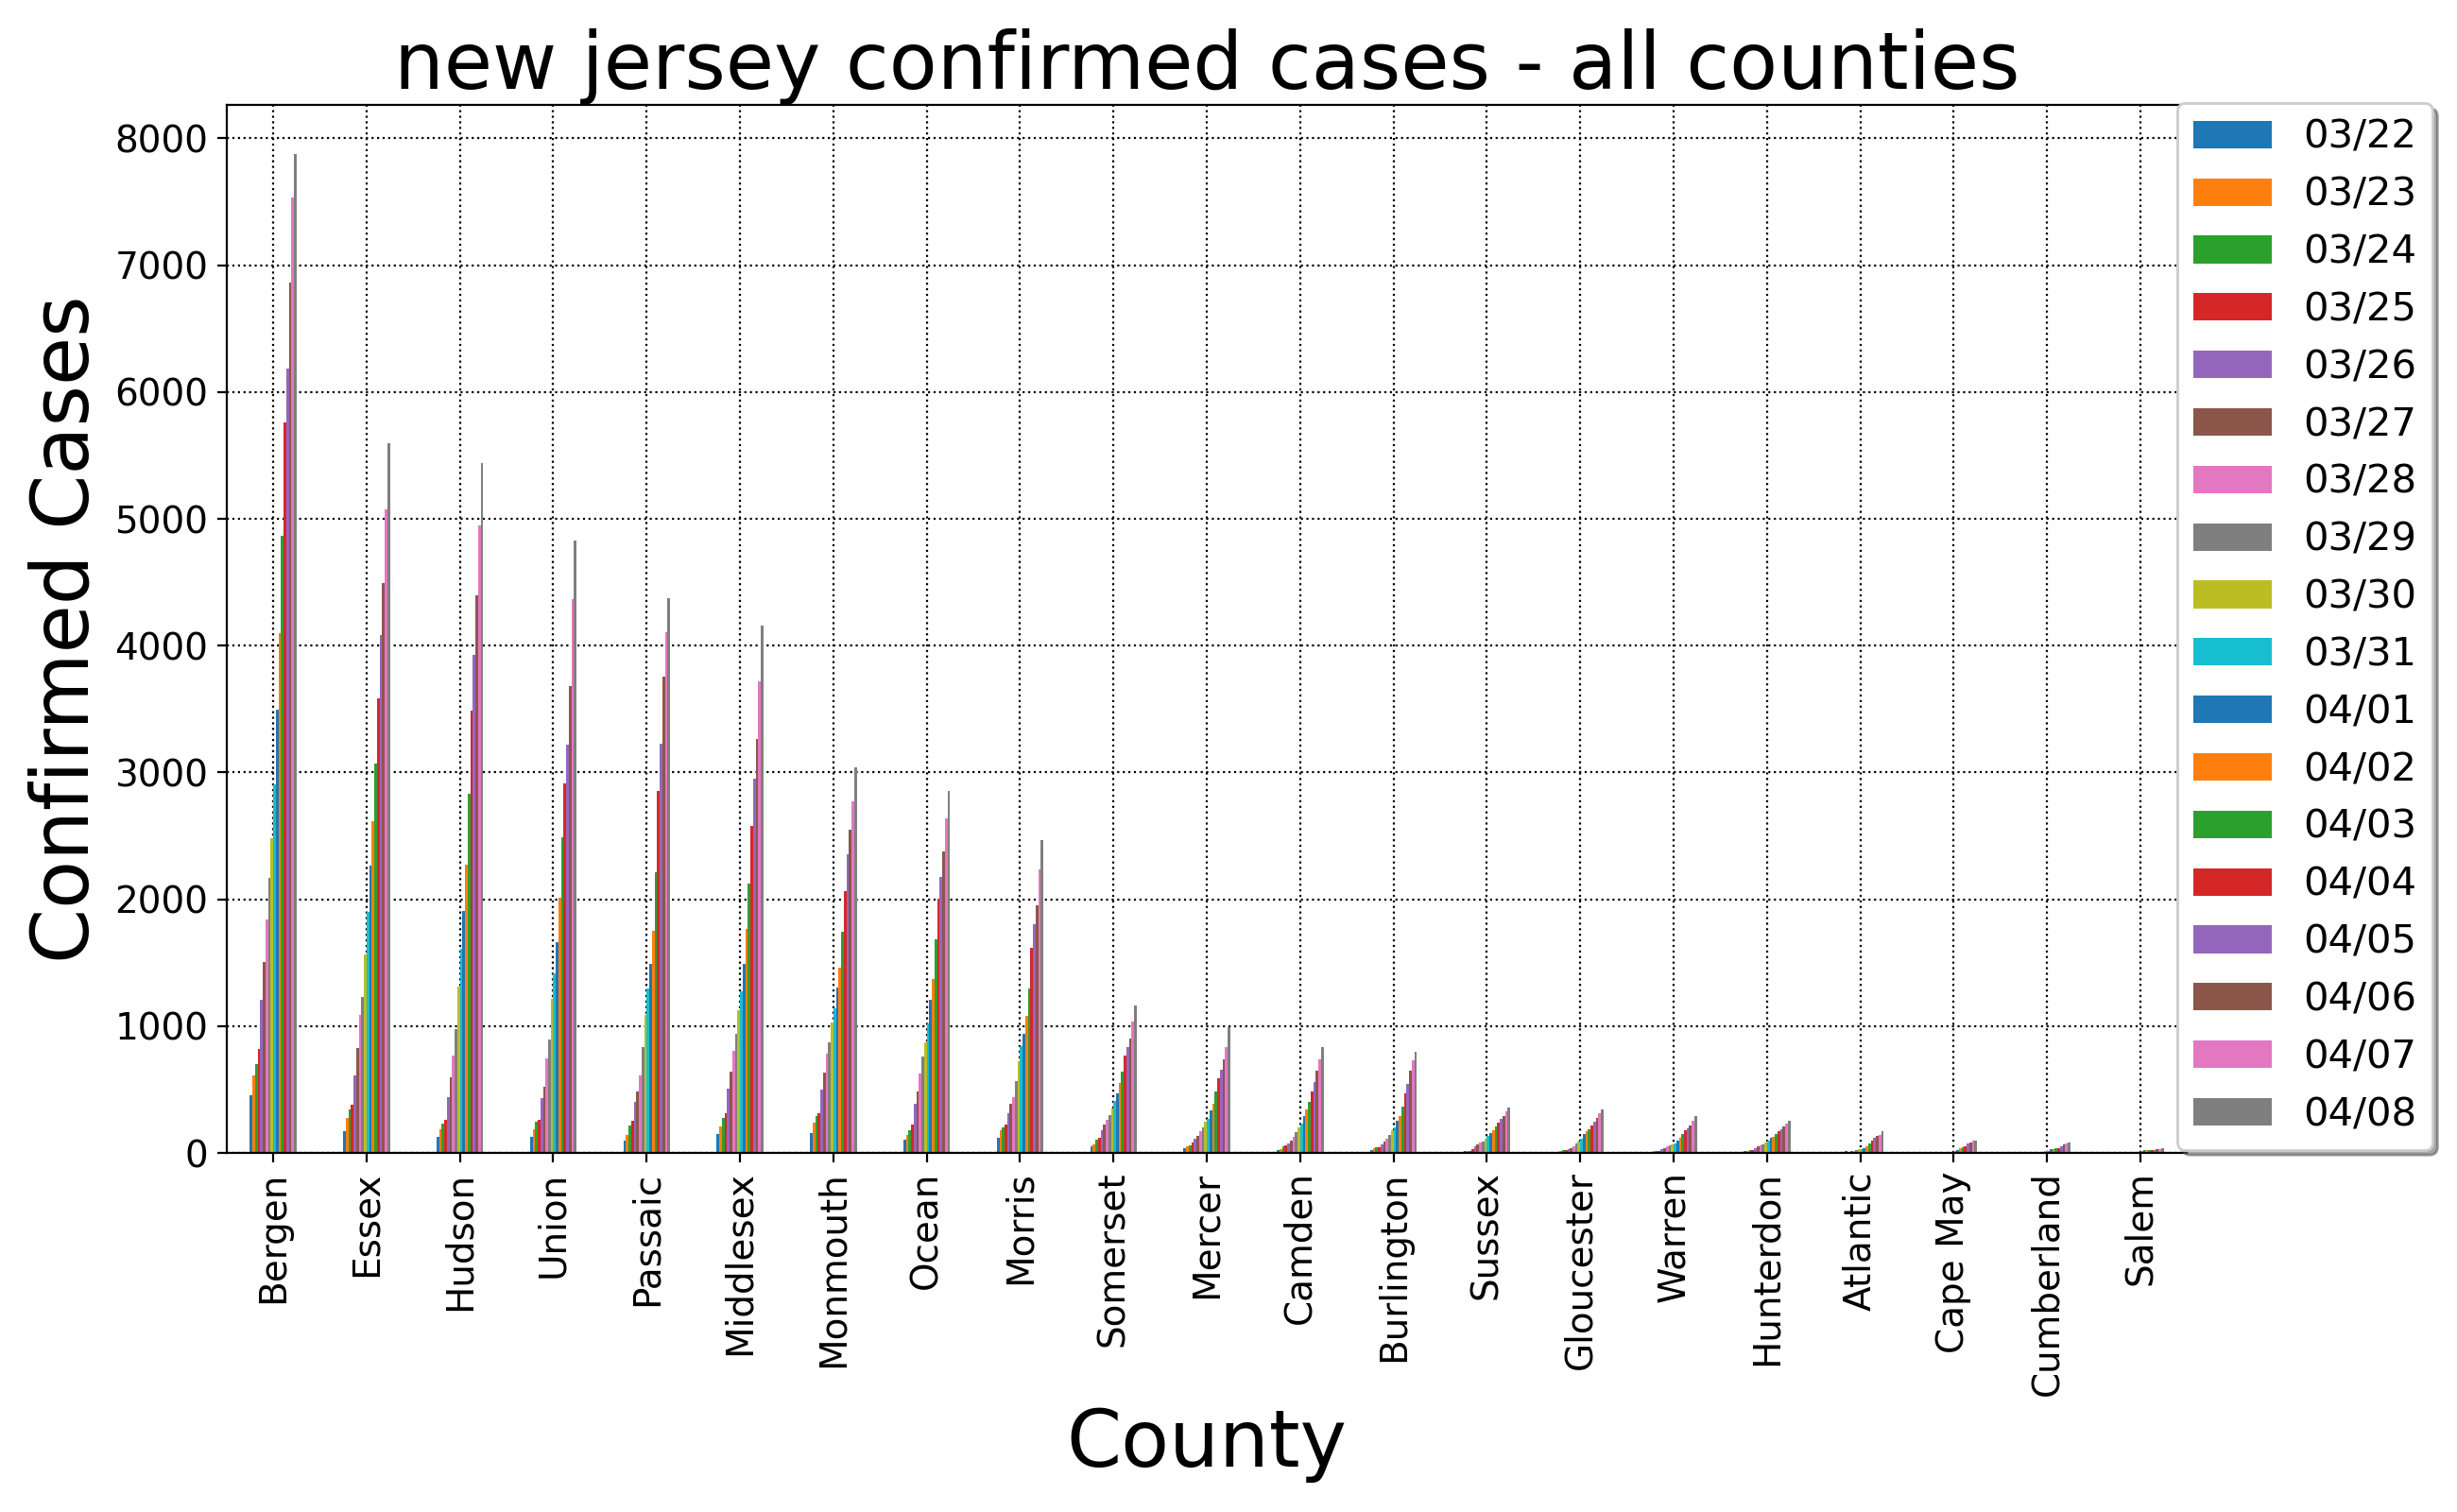 new jersey confirmed cases - all counties
Confirmed Cases
8000
7000
6000
5000
4000
3000
2000
1000
0
Bergen
Essex
Hudson
Union
Passaic
Middlesex
Monmouth
Ocean
Morris
Somerset
Mercer
Camden
Burlington
Sussex
Gloucester
Warren
Hunterdon
Atlantic
Cape May
Cumberland
Salem
County
03/22
03/23
03/24
03/25
03/26
03/27
03/28
03/29
03/30
03/31
04/01
04/02
04/03
04/04
04/05
04/06
04/07
04/08